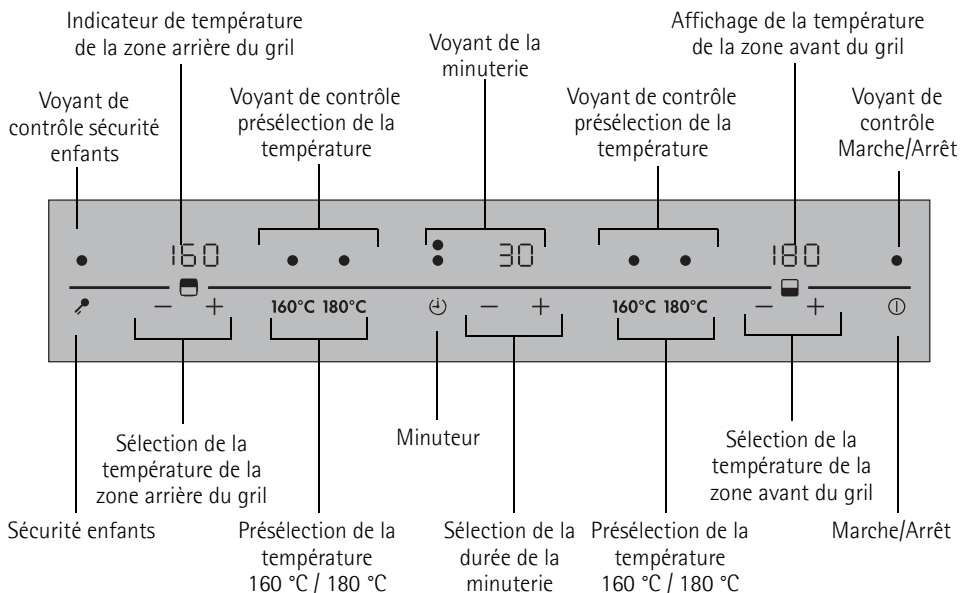 Indicateur de température
de la zone arrière du gril
Voyant de la
minuterie
Affichage de la température
de la zone avant du gril
Voyant de
contrôle sécurité
enfants
Voyant de contrôle
présélection de la
température
Voyant de contrôle
présélection de la
température
Voyant de
contrôle
Marche/Arrêt
160
30
180
− + 160°C 180°C − + 160°C 180°C − +
Sélection de la
température de la
zone arrière du gril
Minuteur
Sélection de la
température de la
zone avant du gril
Sécurité enfants
Présélection de la
température
160 °C / 180 °C
Sélection de la
durée de la
minuterie
Présélection de la
température
160 °C / 180 °C
Marche/Arrêt